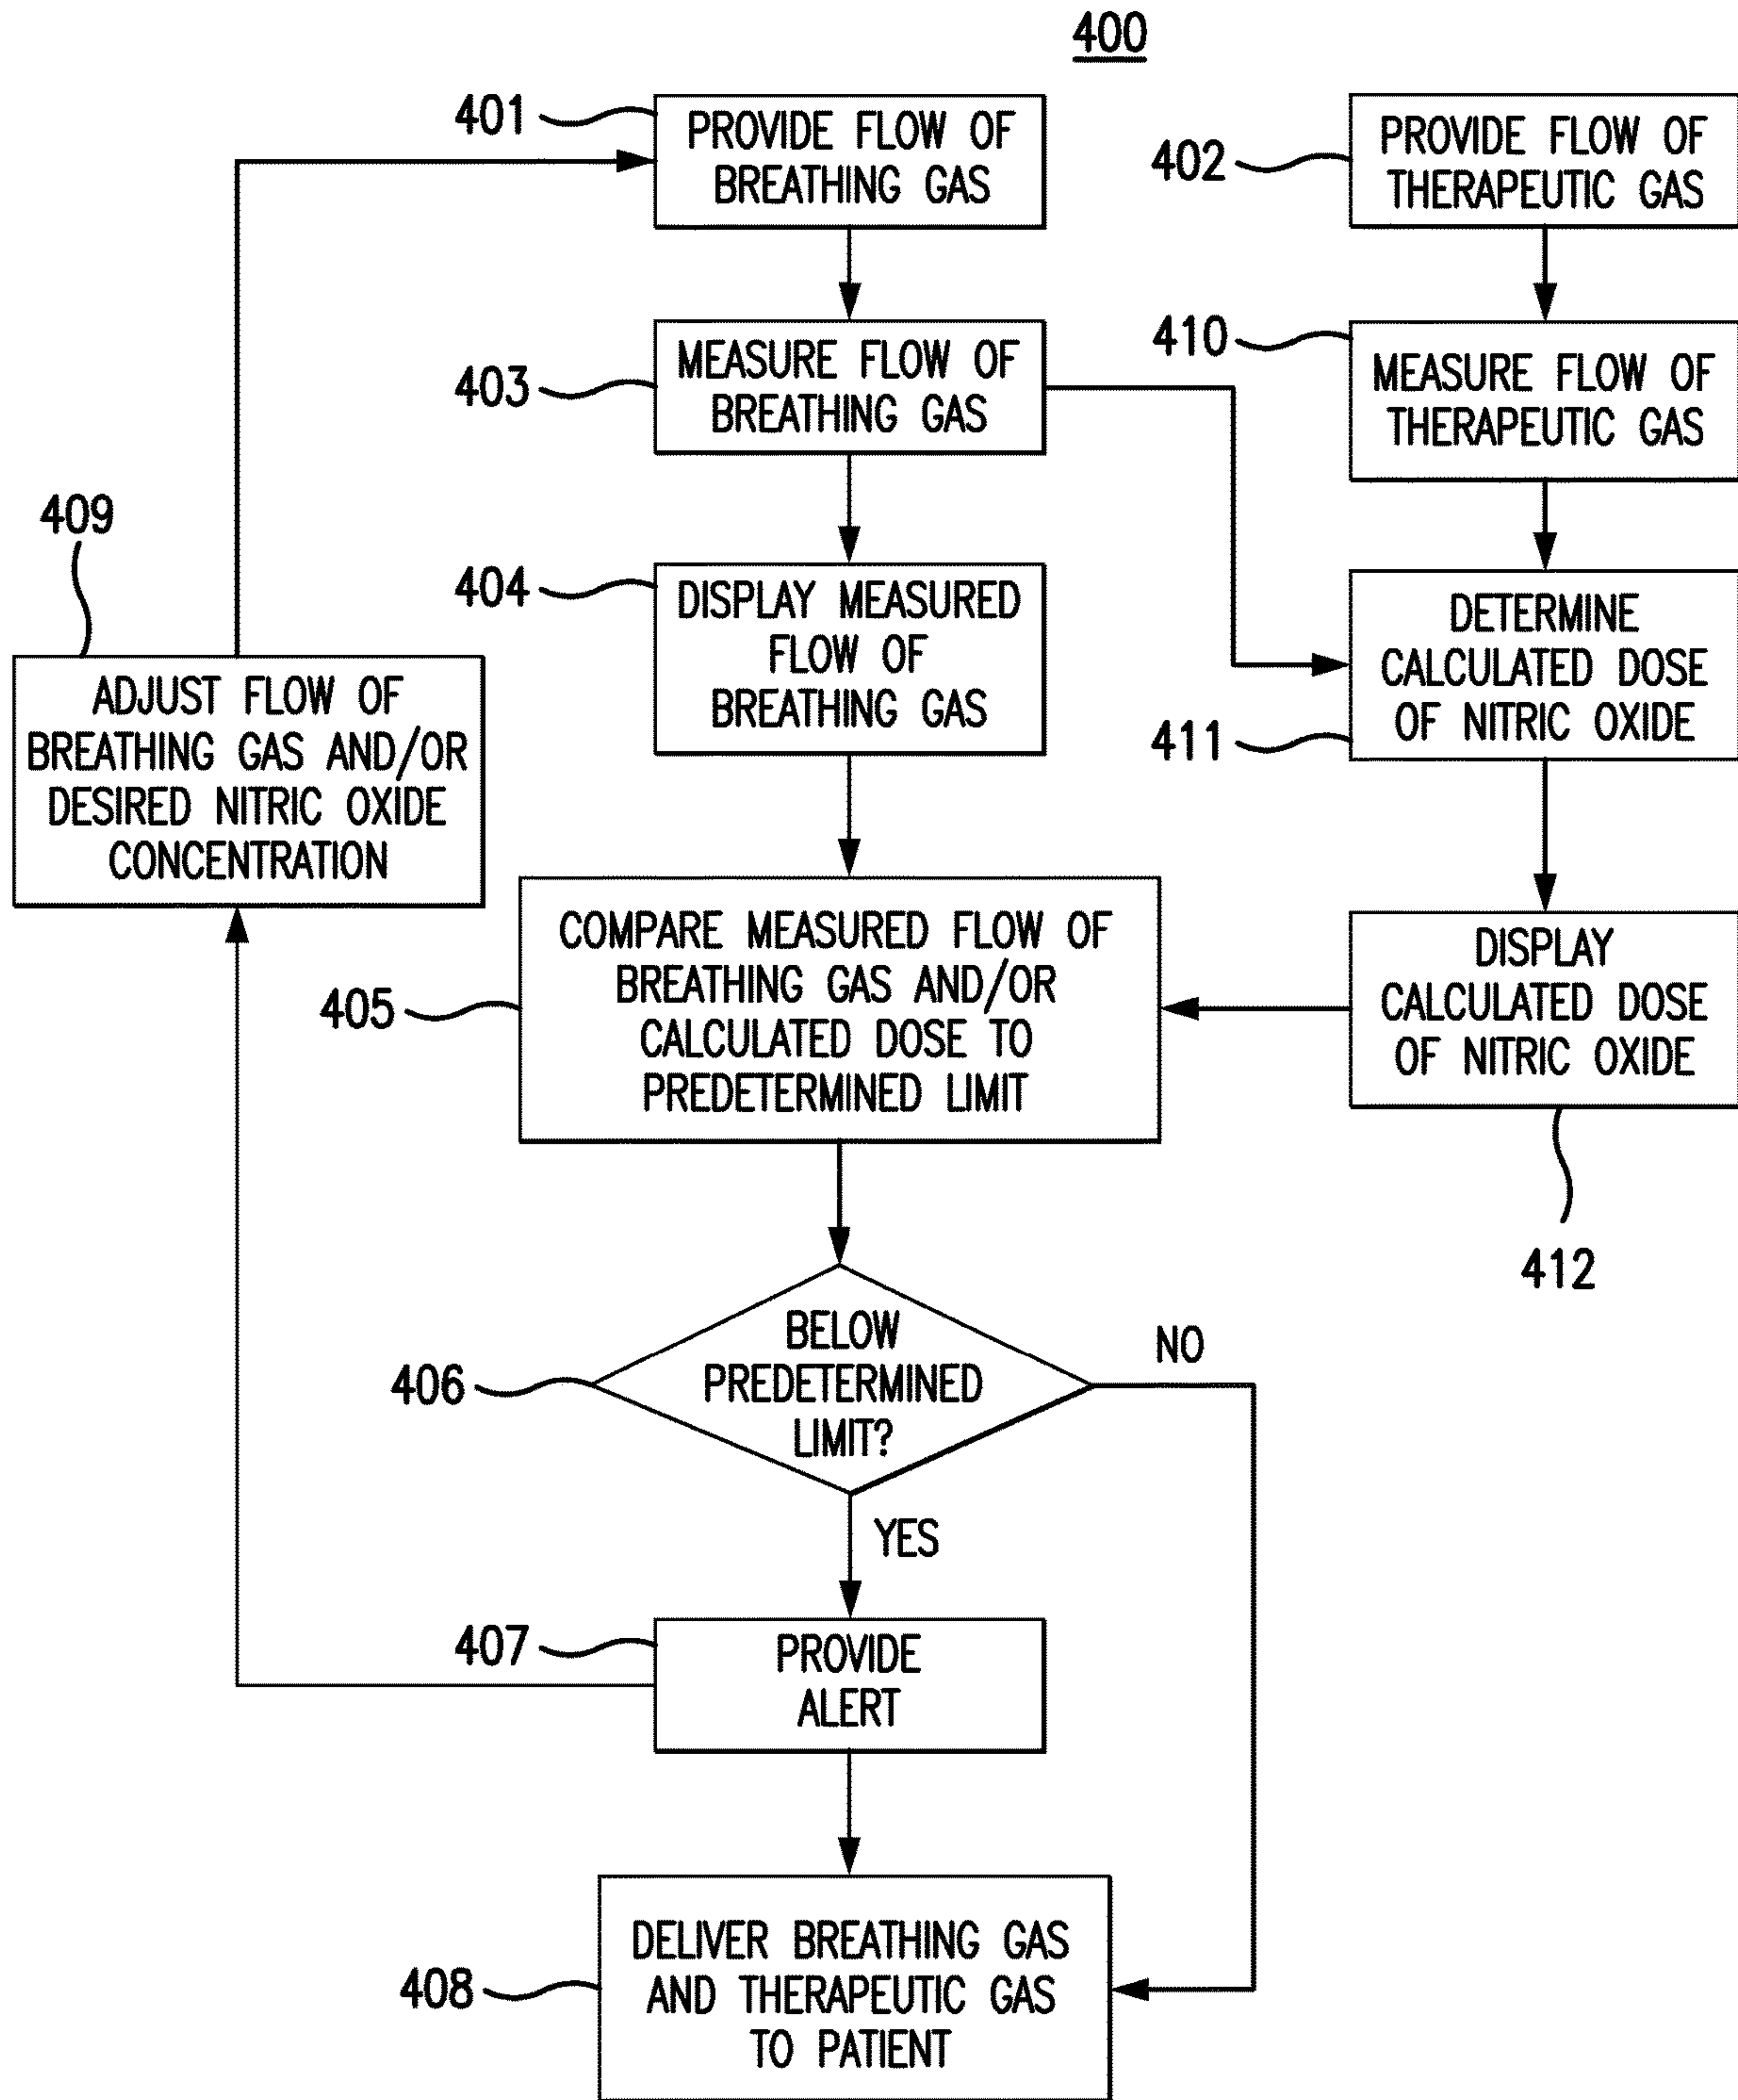 400
401
PROVIDE FLOW OF
BREATHING GAS
402
PROVIDE FLOW OF
THERAPEUTIC GAS
403
MEASURE FLOW OF
BREATHING GAS
410
MEASURE FLOW OF
THERAPEUTIC GAS
409
ADJUST FLOW OF
BREATHING GAS AND/OR
DESIRED NITRIC OXIDE
CONCENTRATION
404
DISPLAY MEASURED
FLOW OF
BREATHING GAS
411
DETERMINE
CALCULATED DOSE
OF NITRIC OXIDE
405
COMPARE MEASURED FLOW OF
BREATHING GAS AND/OR
CALCULATED DOSE TO
PREDETERMINED LIMIT
DISPLAY
CALCULATED DOSE
OF NITRIC OXIDE
412
406
BELOW
PREDETERMINED
LIMIT?
NO
YES
407
PROVIDE
ALERT
408
DELIVER BREATHING GAS
AND THERAPEUTIC GAS
TO PATIENT